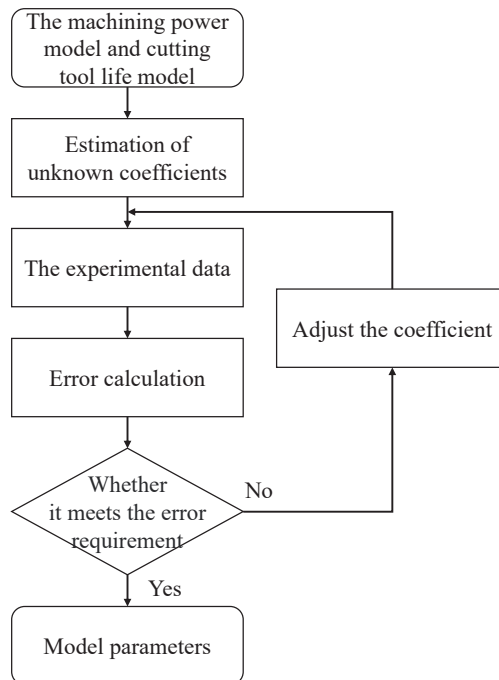 The machining power
model and cutting
tool life model
Estimation of
unknown coefficients
The experimental data
Adjust the coefficient
Error calculation
Whether
it meets the error
requirement
No
Yes
Model parameters